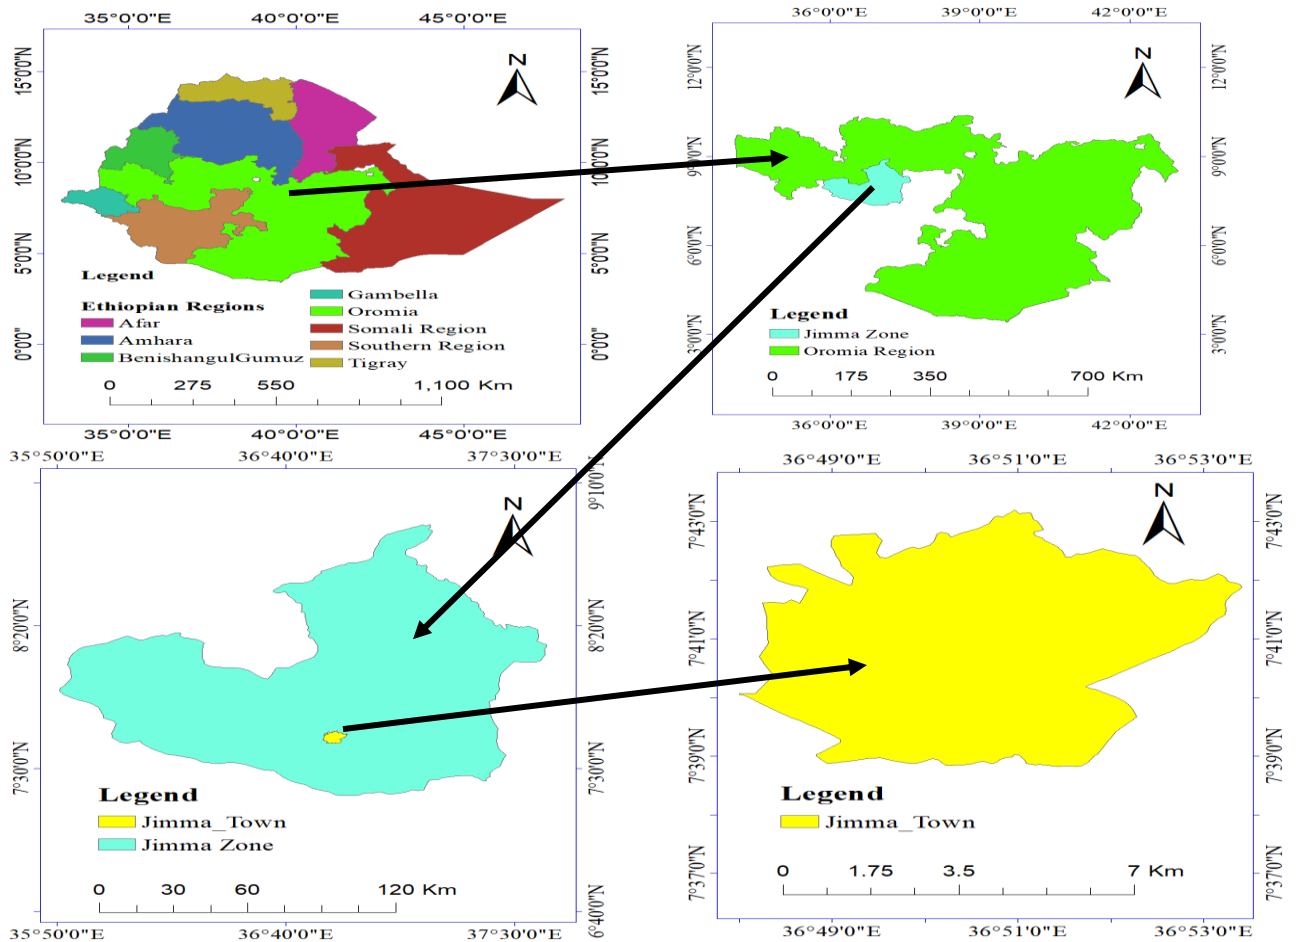 35°0'0"E 40°0'0"E 45°0'0"E
15°0'0"N 10°0'0"N 5°0'0"N 0°0'0"
15°0'0"N 10°0'0"N 5°0'0"N 0°0'0"
N
Legend
Ethiopian Regions
Afar
Amhara
BenishangulGumuz
Gambella
Oromia
Somali Region
Southern Region
Tigray
0 275 550 1,100 Km
35°0'0"E 40°0'0"E 45°0'0"E
36°0'0"E 39°0'0"E 42°0'0"E
12°0'0"N 9°0'0"N 6°0'0"N 3°0'0"N
12°0'0"N 9°0'0"N 6°0'0"N 3°0'0"N
N
Legend
Jimma Zone
Oromia Region
0 175 350 700 Km
36°0'0"E 39°0'0"E 42°0'0"E
35°50'0"E 36°40'0"E 37°30'0"E
8°20'0"N 7°30'0"N
8°20'0"N 7°30'0"N 6°40'0"N
N
Legend
Jimma_Town
Jimma Zone
0 30 60 120 Km
35°50'0"E 36°40'0"E 37°30'0"E
36°49'0"E 36°51'0"E 36°53'0"E
7°43'0"N 7°41'0"N 7°39'0"N 7°37'0"N
7°43'0"N 7°41'0"N 7°39'0"N 7°37'0"N
N
Legend
Jimma_Town
0 1.75 3.5 7 Km
36°49'0"E 36°51'0"E 36°53'0"E